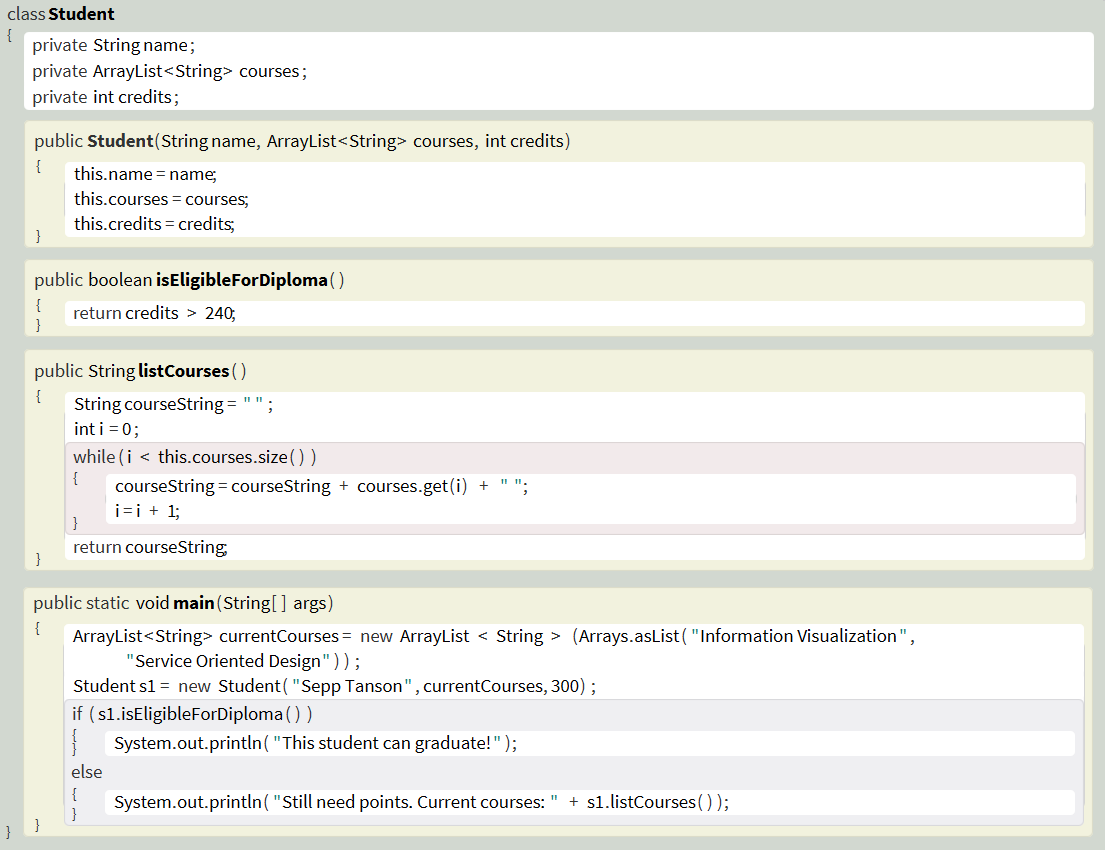 class Student
{
private String name;
private ArrayList<String> courses;
private int credits;
public Student(String name, ArrayList<String> courses, int credits)
{
this.name = name;
this.courses = courses;
this.credits = credits;
}
public boolean isEligibleForDiploma()
{
return credits > 240;
}
public String listCourses()
{
String courseString = " ";
int i = 0;
while(i < this.courses.size())
{
courseString = courseString + courses.get(i) + " ";
i = i + 1;
}
return courseString;
}
public static void main(String[] args)
{
ArrayList<String> currentCourses = new ArrayList < String > (Arrays.asList("Information Visualization",
"Service Oriented Design"));
Student s1 = new Student("Sepp Tanson", currentCourses, 300);
if (s1.isEligibleForDiploma())
{
System.out.println("This student can graduate!");
}
else
{
System.out.println("Still need points. Current courses: " + s1.listCourses());
}
}
}